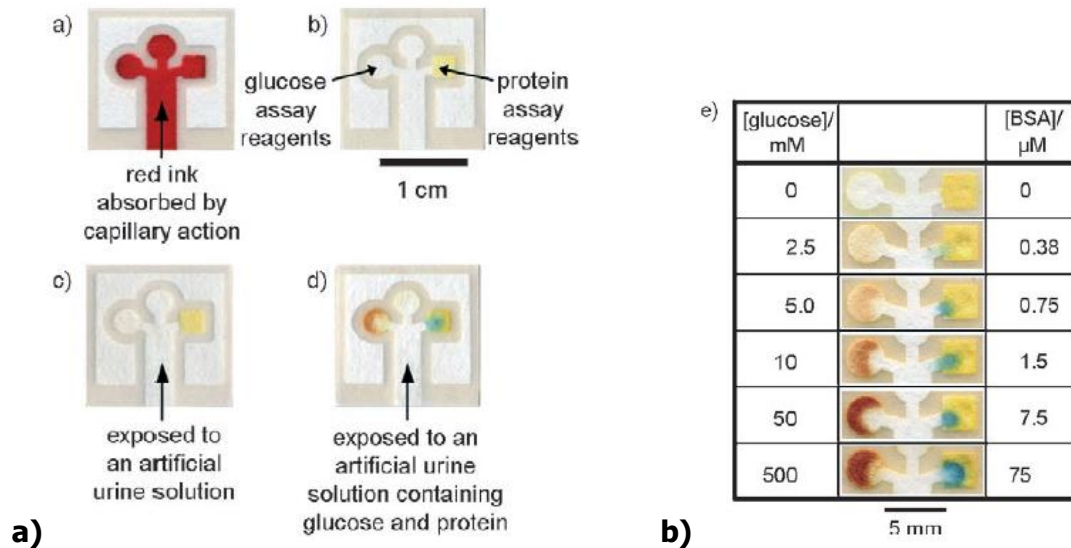 a)
red ink
absorbed by
capillary action
b)
glucose
assay
reagents
protein
assay
reagents
1 cm
c)
exposed to
an artificial
urine solution
d)
exposed to an
artificial urine
solution containing
glucose and protein
a)
e)
[glucose]/
mM
[BSA]/
μM
0 0
2.5 0.38
5.0 0.75
10 1.5
50 7.5
500 75
5 mm
b)